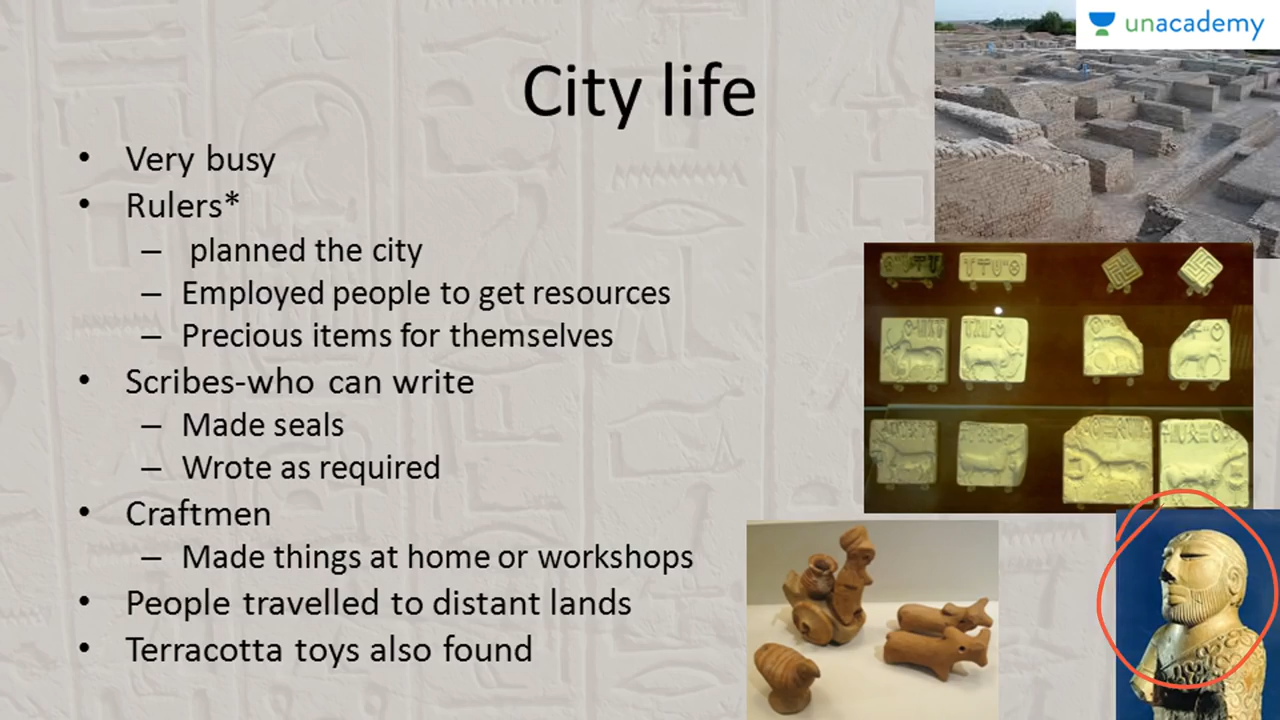 unacademy
City life
• Very busy
• Rulers*
– planned the city
– Employed people to get resources
– Precious items for themselves
• Scribes-who can write
– Made seals
– Wrote as required
• Craftmen
– Made things at home or workshops
• People travelled to distant lands
• Terracotta toys also found